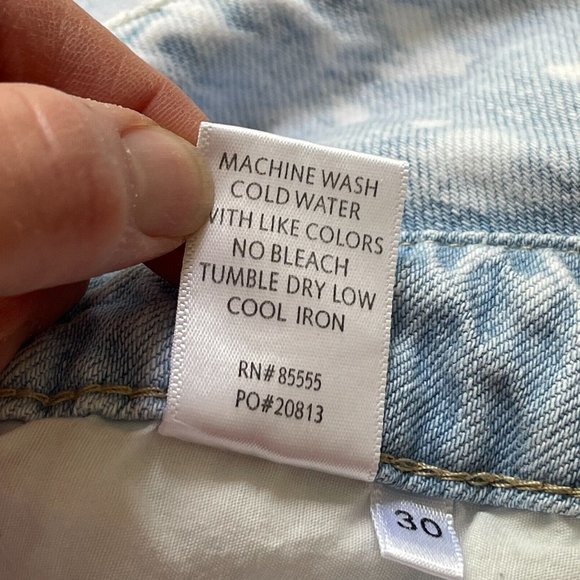 MACHINE WASH
COLD WATER
WITH LIKE COLORS
NO BLEACH
TUMBLE DRY LOW
COOL IRON
RN# 85555
PO#20813
30